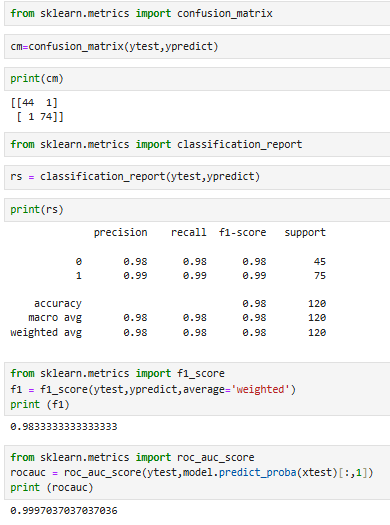 from sklearn.metrics import confusion_matrix
cm=confusion_matrix(ytest,ypredict)
print(cm)
[[44  1]
 [ 1 74]]
from sklearn.metrics import classification_report
rs = classification_report(ytest,ypredict)
print(rs)
              precision    recall  f1-score   support
           0       0.98      0.98      0.98        45
           1       0.99      0.99      0.99        75
    accuracy                           0.98       120
   macro avg       0.98      0.98      0.98       120
weighted avg       0.98      0.98      0.98       120
from sklearn.metrics import f1_score
f1 = f1_score(ytest,ypredict,average='weighted')
print (f1)
0.9833333333333333
from sklearn.metrics import roc_auc_score
rocauc = roc_auc_score(ytest,model.predict_proba(xtest)[:,1])
print (rocauc)
0.9997037037037036